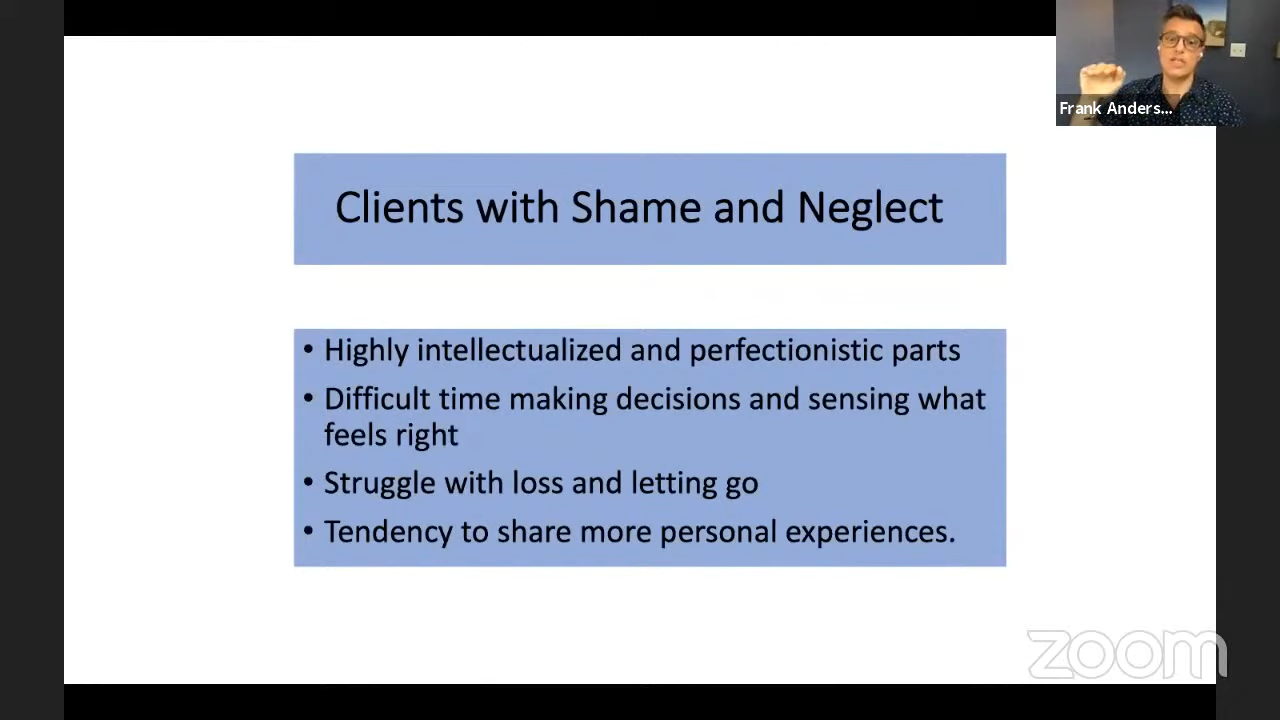 Frank Anders...
Clients with Shame and Neglect
• Highly intellectualized and perfectionistic parts
• Difficult time making decisions and sensing what
feels right
• Struggle with loss and letting go
• Tendency to share more personal experiences.
zoom